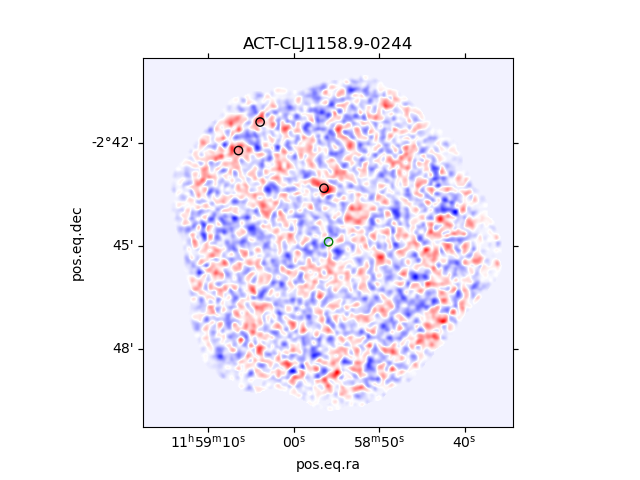 ACT-CLJ1158.9-0244
-2°42'
45'
48'
pos.eq.dec
11ʰ59ᵐ10ˢ 00ˢ 58ᵐ50ˢ 40ˢ
pos.eq.ra